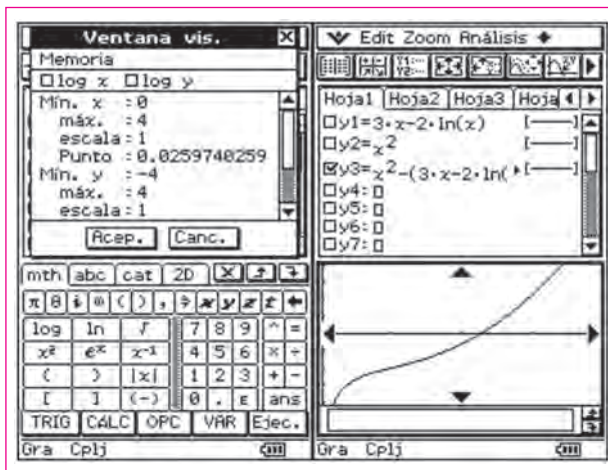 Ventana vis.
Memoria
log x log y
Mín. x :0
máx. :4
escala:1
Punto :0.0259740259
Mín. y :-4
máx. :4
escala:1
Acep. Canc.
mth abc cat 2D
π θ i ∞ ( ) , ⇒ x y z t ←
log ln √ 7 8 9 ^ =
x² eˣ x⁻¹ 4 5 6 × ÷
( ) |x| 1 2 3 + -
[ ] (-) 0 . E ans
TRIG CALC OPC VAR Ejec.
Gra Cplj
Edit Zoom Análisis
Hoja1 Hoja2 Hoja3 Hoja
y1=3·x-2·ln(x) [—]
y2=x² [—]
y3=x²-(3·x-2·ln( [—]
y4:
y5:
y6:
y7:
Gra Cplj